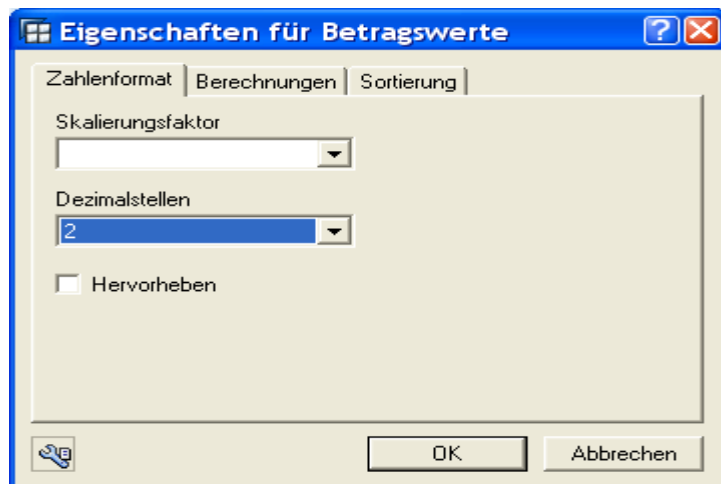 Eigenschaften für Betragswerte
Zahlenformat Berechnungen Sortierung
Skalierungsfaktor
Dezimalstellen
2
Hervorheben
OK Abbrechen